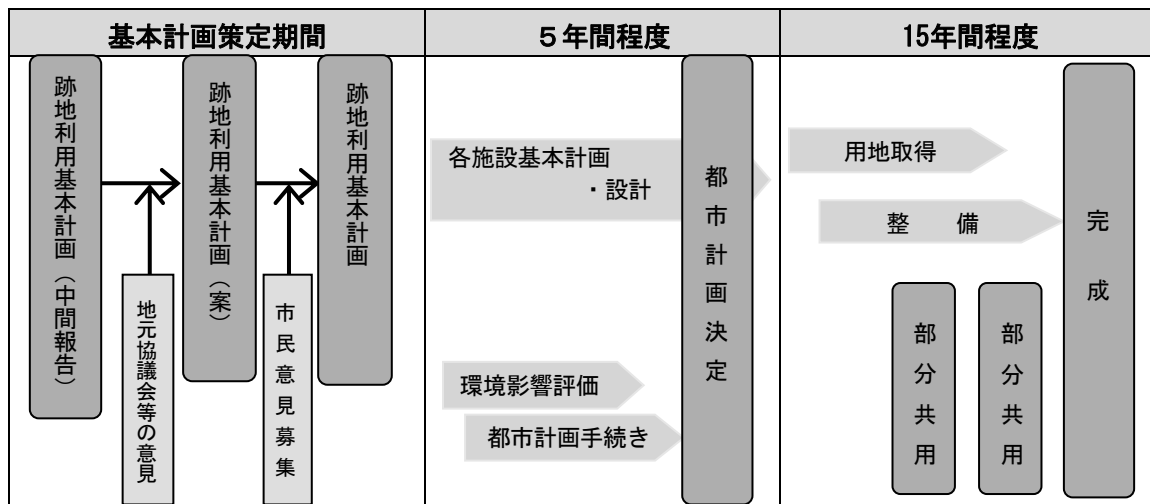 基本計画策定期間
５年間程度
15年間程度
跡地利用基本計画（中間報告）
地元協議会等の意見
跡地利用基本計画（案）
市民意見募集
跡地利用基本計画
各施設基本計画
・設計
環境影響評価
都市計画手続き
都市計画決定
用地取得
整　備
部分共用
部分共用
完成